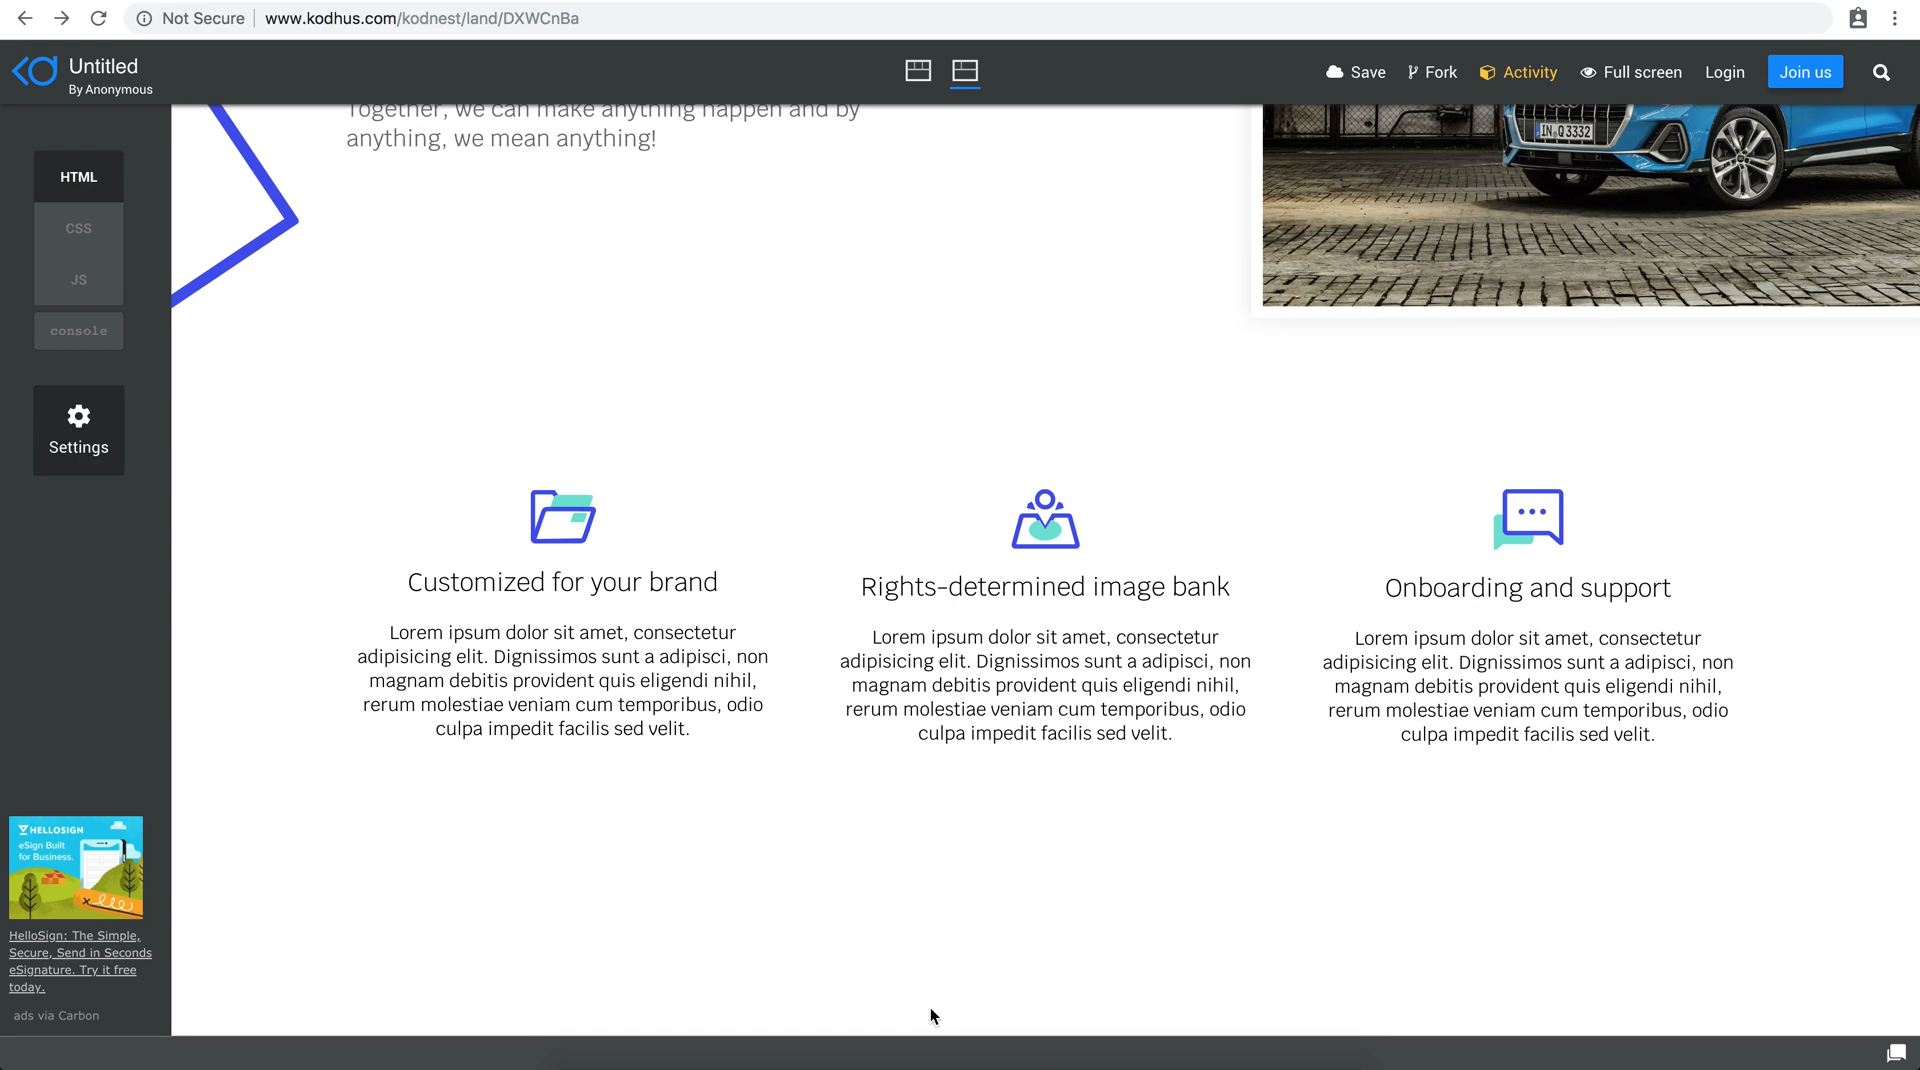 Not Secure www.kodhus.com/kodnest/land/DXWCnBa
Untitled
By Anonymous
Save Fork Activity Full screen Login Join us
Together, we can make anything happen and by
anything, we mean anything!
IN Q 3332
HTML
CSS
JS
console
Settings
Customized for your brand
Lorem ipsum dolor sit amet, consectetur
adipisicing elit. Dignissimos sunt a adipisci, non
magnam debitis provident quis eligendi nihil,
rerum molestiae veniam cum temporibus, odio
culpa impedit facilis sed velit.
Rights-determined image bank
Lorem ipsum dolor sit amet, consectetur
adipisicing elit. Dignissimos sunt a adipisci, non
magnam debitis provident quis eligendi nihil,
rerum molestiae veniam cum temporibus, odio
culpa impedit facilis sed velit.
Onboarding and support
Lorem ipsum dolor sit amet, consectetur
adipisicing elit. Dignissimos sunt a adipisci, non
magnam debitis provident quis eligendi nihil,
rerum molestiae veniam cum temporibus, odio
culpa impedit facilis sed velit.
HELLOSIGN
eSign Built
for Business.
HelloSign: The Simple,
Secure, Send in Seconds
eSignature. Try it free
today.
ads via Carbon